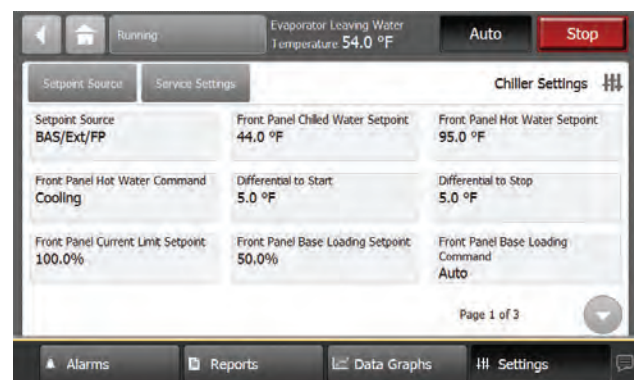 Running
Evaporator Leaving Water
Temperature 54.0 °F
Auto
Stop
Setpoint Source
Service Settings
Chiller Settings
Setpoint Source
BAS/Ext/FP
Front Panel Chilled Water Setpoint
44.0 °F
Front Panel Hot Water Setpoint
95.0 °F
Front Panel Hot Water Command
Cooling
Differential to Start
5.0 °F
Differential to Stop
5.0 °F
Front Panel Current Limit Setpoint
100.0%
Front Panel Base Loading Setpoint
50.0%
Front Panel Base Loading
Command
Auto
Page 1 of 3
Alarms
Reports
Data Graphs
Settings